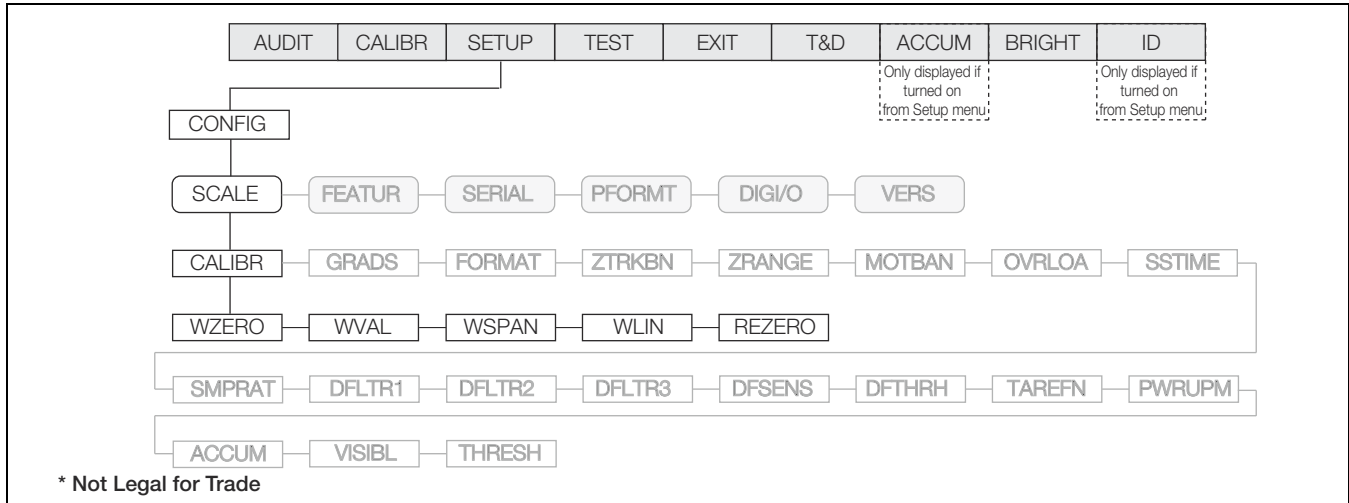 AUDIT CALIBR SETUP TEST EXIT T&D ACCUM BRIGHT ID
Only displayed if turned on from Setup menu
Only displayed if turned on from Setup menu
CONFIG
SCALE FEATUR SERIAL PFORMT DIGI/O VERS
CALIBR GRADS FORMAT ZTRKBN ZRANGE MOTBAN OVRLOA SSTIME
WZERO WVAL WSPAN WLIN REZERO
SMPRAT DFLTR1 DFLTR2 DFLTR3 DFSENS DFTHRH TAREFN PWRUPM
ACCUM VISIBL THRESH
* Not Legal for Trade